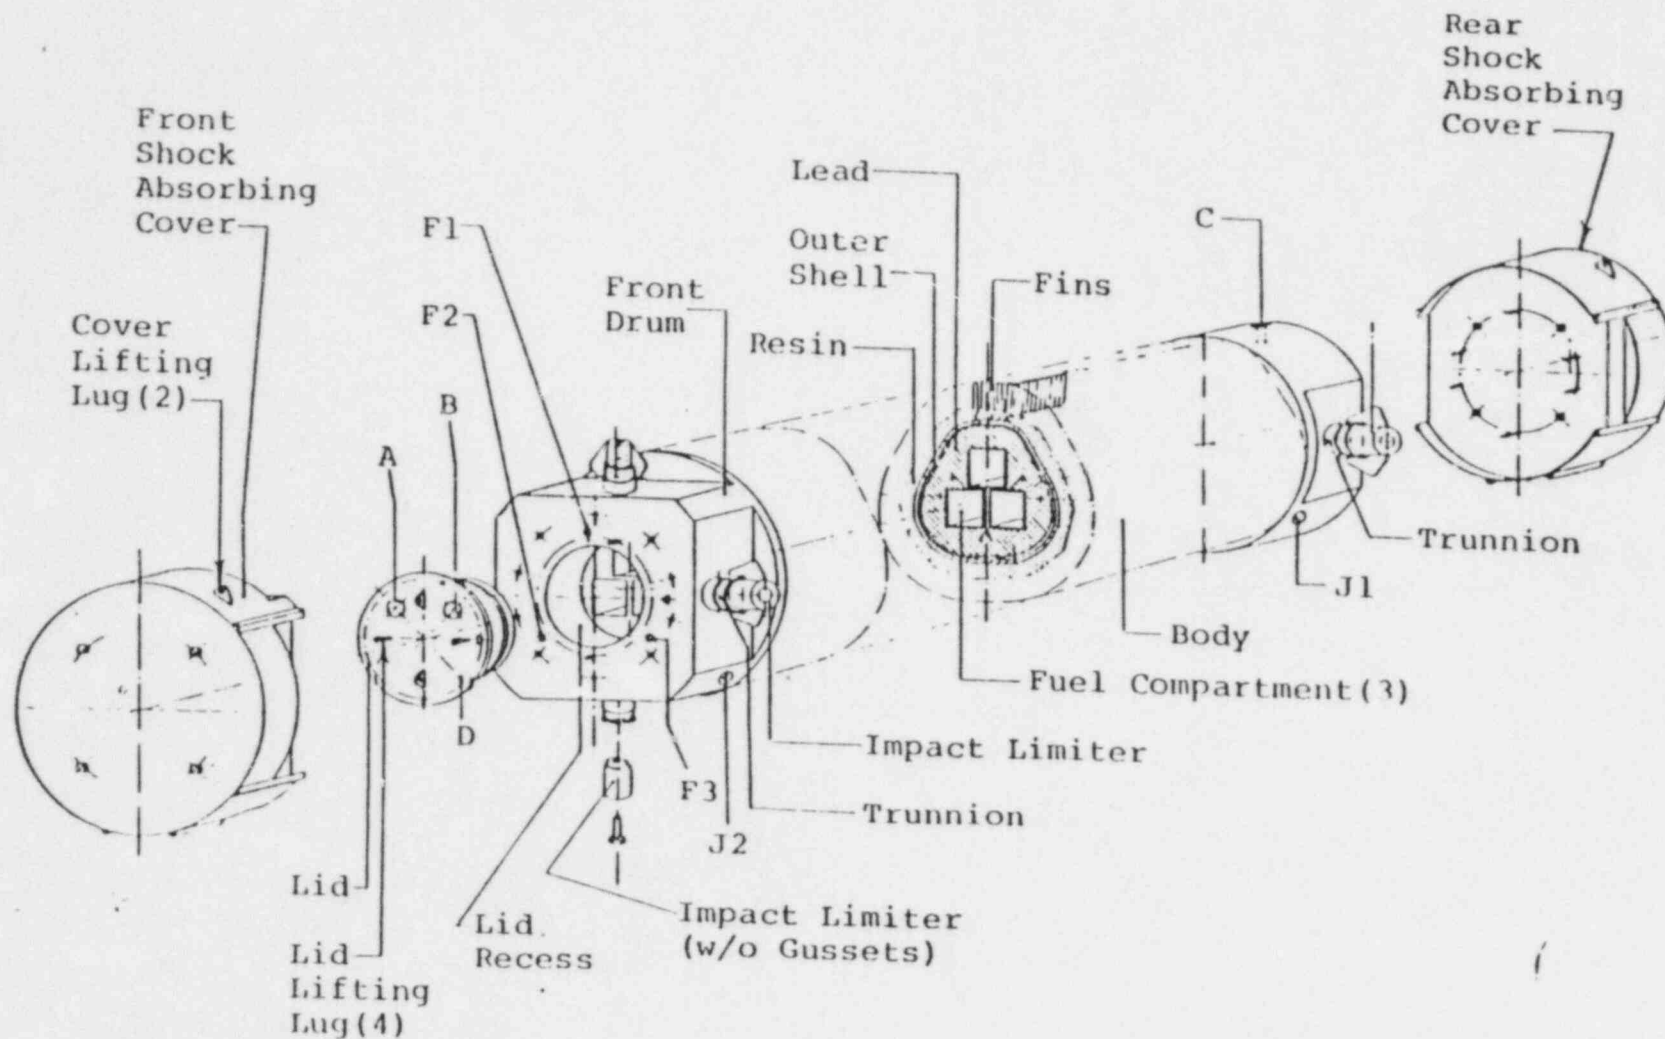 Rear
Shock
Absorbing
Cover
Front
Shock
Absorbing
Cover
Lead
C
F1
Outer
Shell
Fins
Front
Drum
F2
Cover
Lifting
Lug(2)
Resin
B
A
Trunnion
J1
Body
Fuel Compartment(3)
D
Impact Limiter
F3
Trunnion
J2
Lid
Lid
Recess
Impact Limiter
(w/o Gussets)
Lid
Lifting
Lug(4)